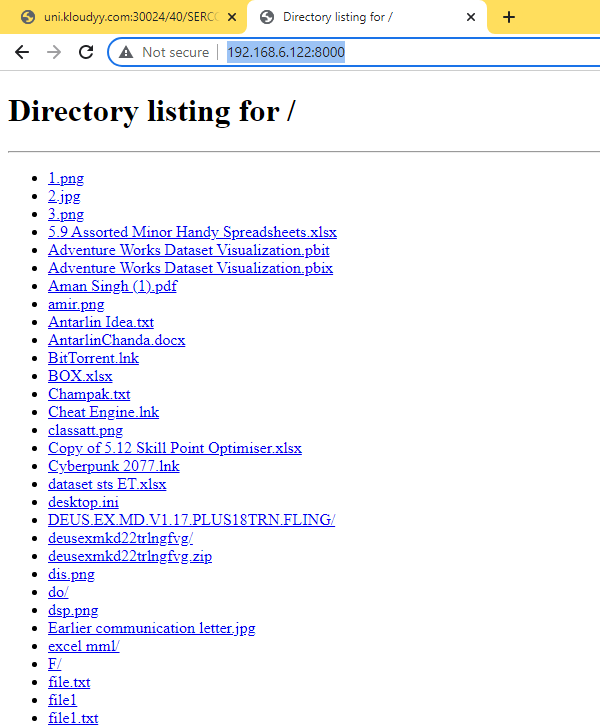 uni.kloudyy.com:30024/40/SERCC
Directory listing for /
Not secure
192.168.6.122:8000
Directory listing for /
1.png
2.jpg
3.png
5.9 Assorted Minor Handy Spreadsheets.xlsx
Adventure Works Dataset Visualization.pbit
Adventure Works Dataset Visualization.pbix
Aman Singh (1).pdf
amir.png
Antarlin Idea.txt
AntarlinChanda.docx
BitTorrent.lnk
BOX.xlsx
Champak.txt
Cheat Engine.lnk
classatt.png
Copy of 5.12 Skill Point Optimiser.xlsx
Cyberpunk 2077.lnk
dataset sts ET.xlsx
desktop.ini
DEUS.EX.MD.V1.17.PLUS18TRN.FLING/
deusexmkd22trlngfvg/
deusexmkd22trlngfvg.zip
dis.png
do/
dsp.png
Earlier communication letter.jpg
excel mml/
F/
file.txt
file1
file1.txt